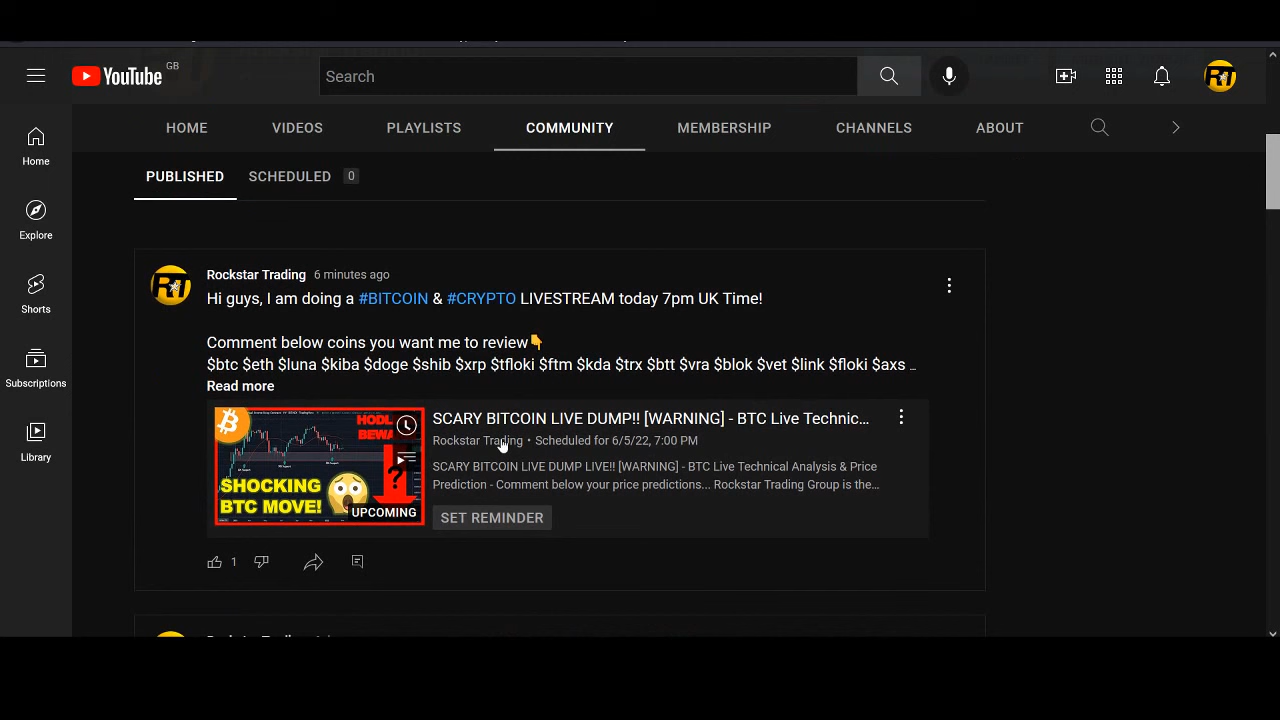 YouTube GB
Search
HOME VIDEOS PLAYLISTS COMMUNITY MEMBERSHIP CHANNELS ABOUT
Home
Explore
Shorts
Subscriptions
Library
PUBLISHED SCHEDULED 0
Rockstar Trading 6 minutes ago
Hi guys, I am doing a #BITCOIN & #CRYPTO LIVESTREAM today 7pm UK Time!
Comment below coins you want me to review👇
$btc $eth $luna $kiba $doge $shib $xrp $tfloki $ftm $kda $trx $btt $vra $blok $vet $link $floki $axs ...
Read more
SHOCKING
BTC MOVE!
?
UPCOMING
SCARY BITCOIN LIVE DUMP!! [WARNING] - BTC Live Technic...
Rockstar Trading • Scheduled for 6/5/22, 7:00 PM
SCARY BITCOIN LIVE DUMP LIVE!! [WARNING] - BTC Live Technical Analysis & Price
Prediction - Comment below your price predictions... Rockstar Trading Group is the...
SET REMINDER
1